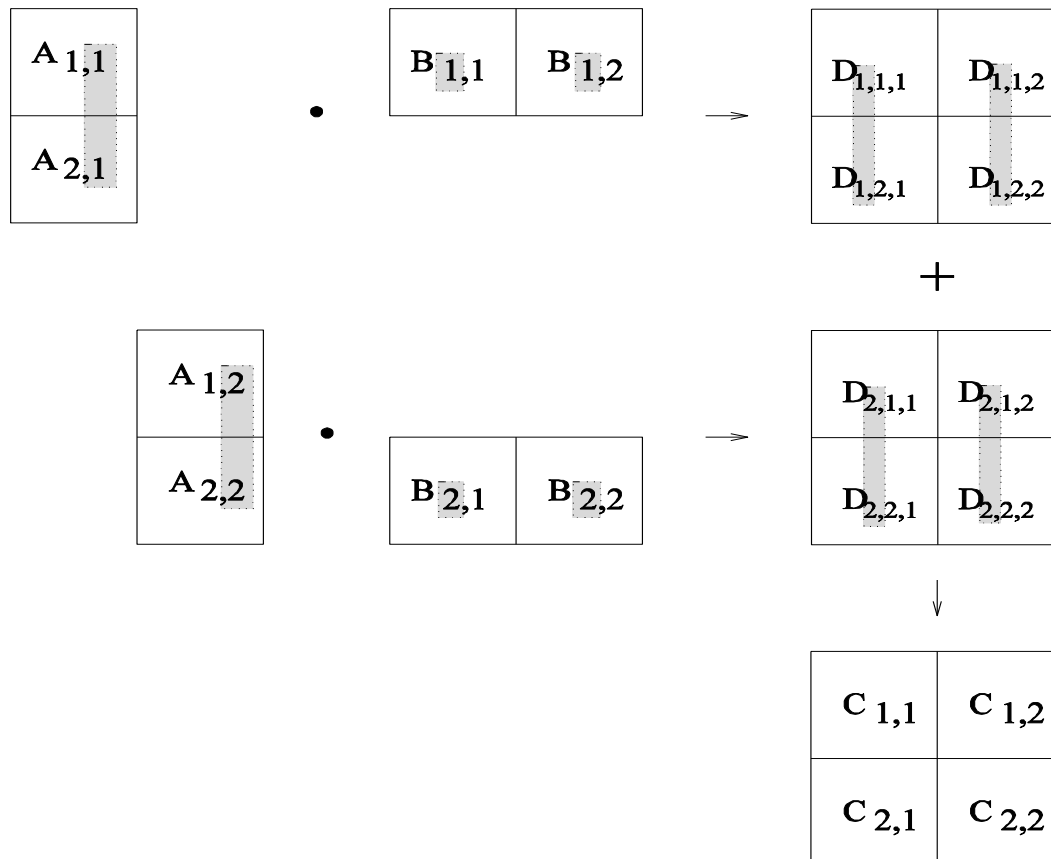 A 1,1 • B 1,1 B 1,2 → D 1,1,1 D 1,1,2
A 2,1 D 1,2,1 D 1,2,2
+
A 1,2 • → D 2,1,1 D 2,1,2
A 2,2 B 2,1 B 2,2 D 2,2,1 D 2,2,2
↓
C 1,1 C 1,2
C 2,1 C 2,2